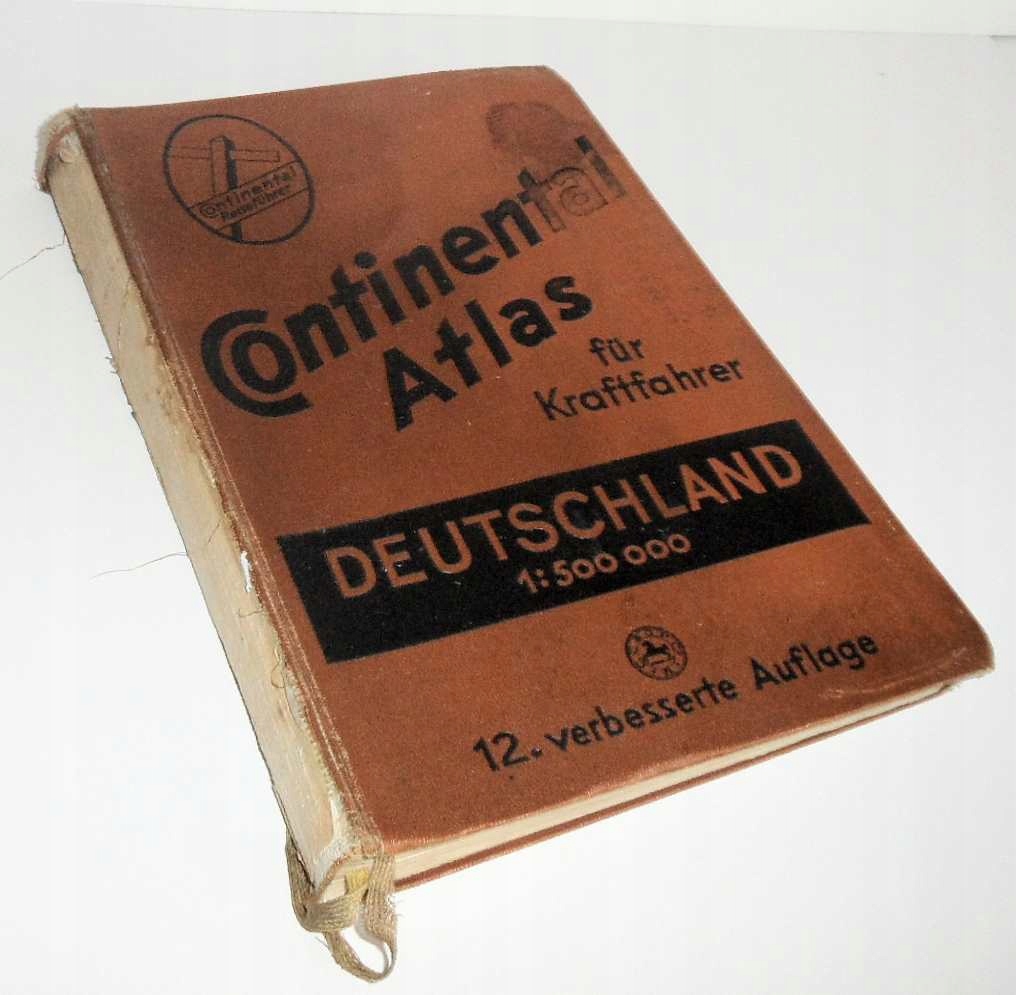 Continental
Reiseführer
Continental
Atlas
für
Kraftfahrer
DEUTSCHLAND
1:500 000
12. verbesserte Auflage